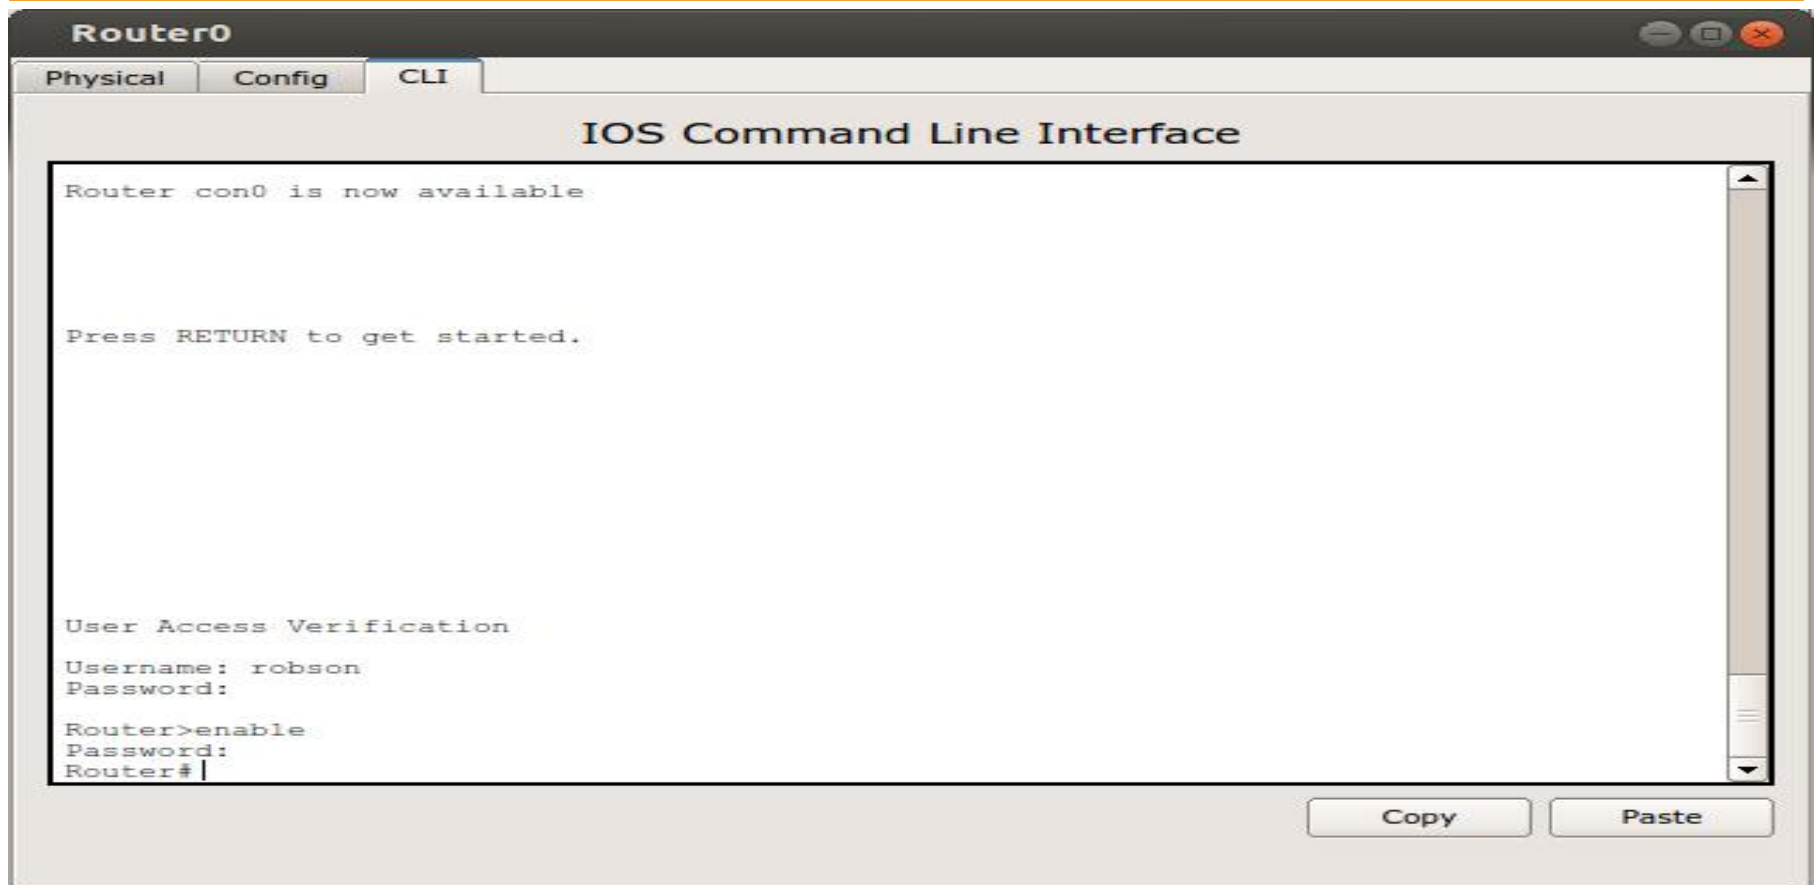 Router0
Physical Config CLI
IOS Command Line Interface
Router con0 is now available
Press RETURN to get started.
User Access Verification
Username: robson
Password:
Router>enable
Password:
Router#
Copy Paste